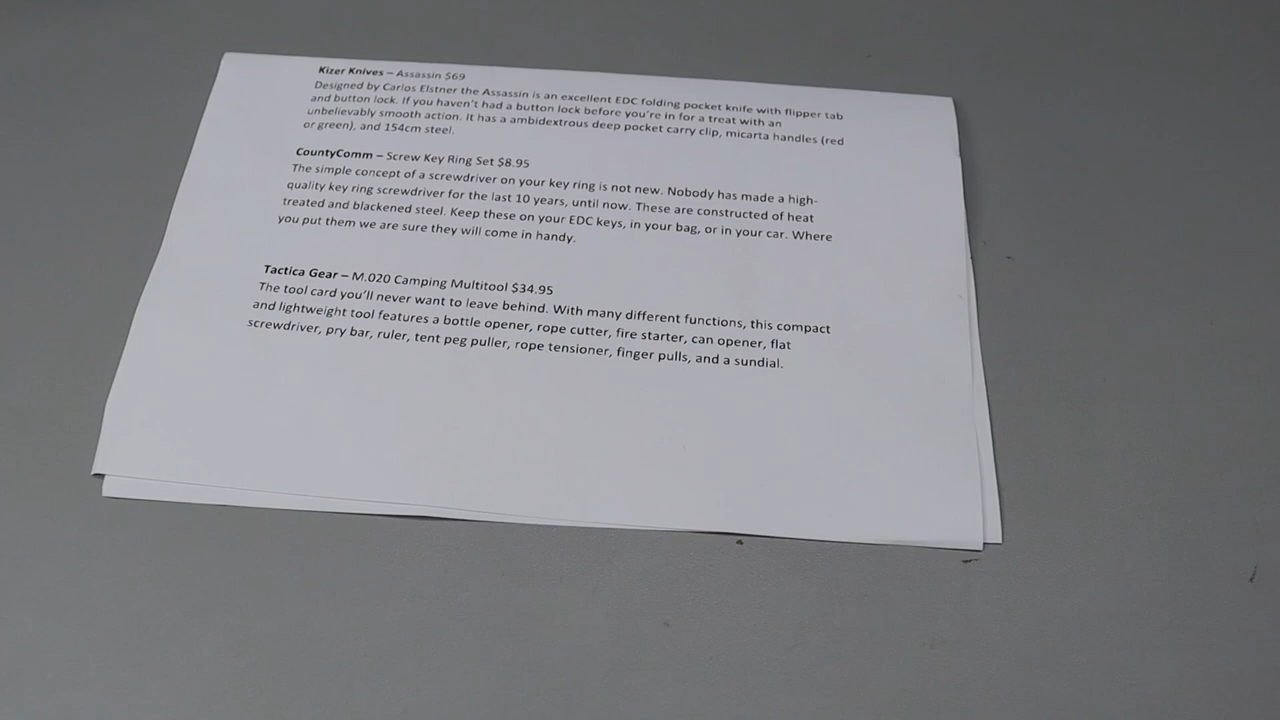 Kizer Knives – Assassin $69
Designed by Carlos Elstner the Assassin is an excellent EDC folding pocket knife with flipper tab
and button lock. If you haven't had a button lock before you're in for a treat with an
unbelievably smooth action. It has a ambidextrous deep pocket carry clip, micarta handles (red
or green), and 154cm steel.
CountyComm – Screw Key Ring Set $8.95
The simple concept of a screwdriver on your key ring is not new. Nobody has made a high-
quality key ring screwdriver for the last 10 years, until now. These are constructed of heat
treated and blackened steel. Keep these on your EDC keys, in your bag, or in your car. Where
you put them we are sure they will come in handy.
Tactica Gear – M.020 Camping Multitool $34.95
The tool card you'll never want to leave behind. With many different functions, this compact
and lightweight tool features a bottle opener, rope cutter, fire starter, can opener, flat
screwdriver, pry bar, ruler, tent peg puller, rope tensioner, finger pulls, and a sundial.